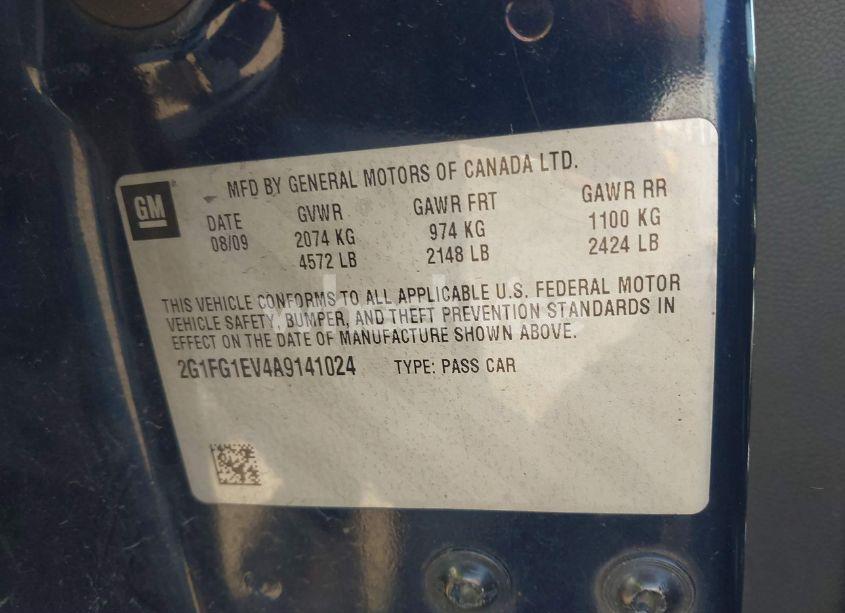 GM
MFD BY GENERAL MOTORS OF CANADA LTD.
DATE GVWR GAWR FRT GAWR RR
08/09 2074 KG 974 KG 1100 KG
4572 LB 2148 LB 2424 LB
THIS VEHICLE CONFORMS TO ALL APPLICABLE U.S. FEDERAL MOTOR
VEHICLE SAFETY, BUMPER, AND THEFT PREVENTION STANDARDS IN
EFFECT ON THE DATE OF MANUFACTURE SHOWN ABOVE.
2G1FG1EV4A9141024 TYPE: PASS CAR